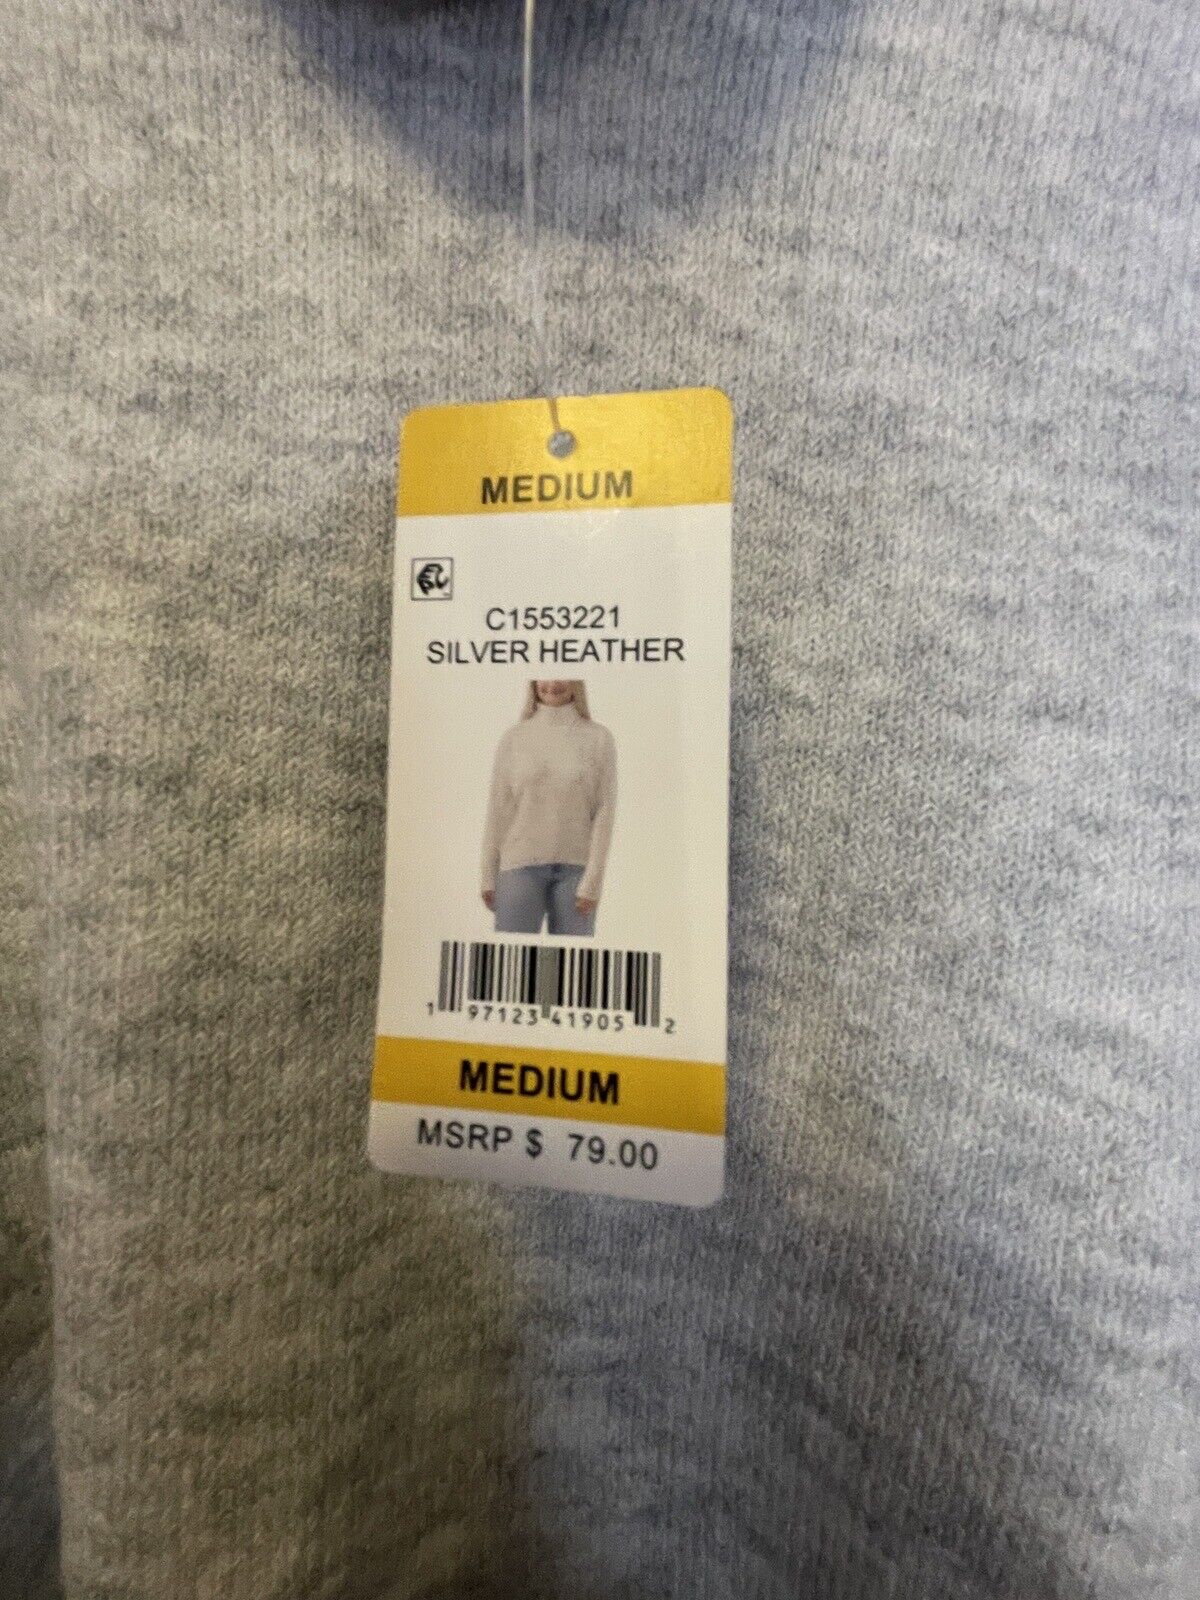 MEDIUM
C1553221
SILVER HEATHER
1 97123 41905 2
MEDIUM
MSRP $ 79.00